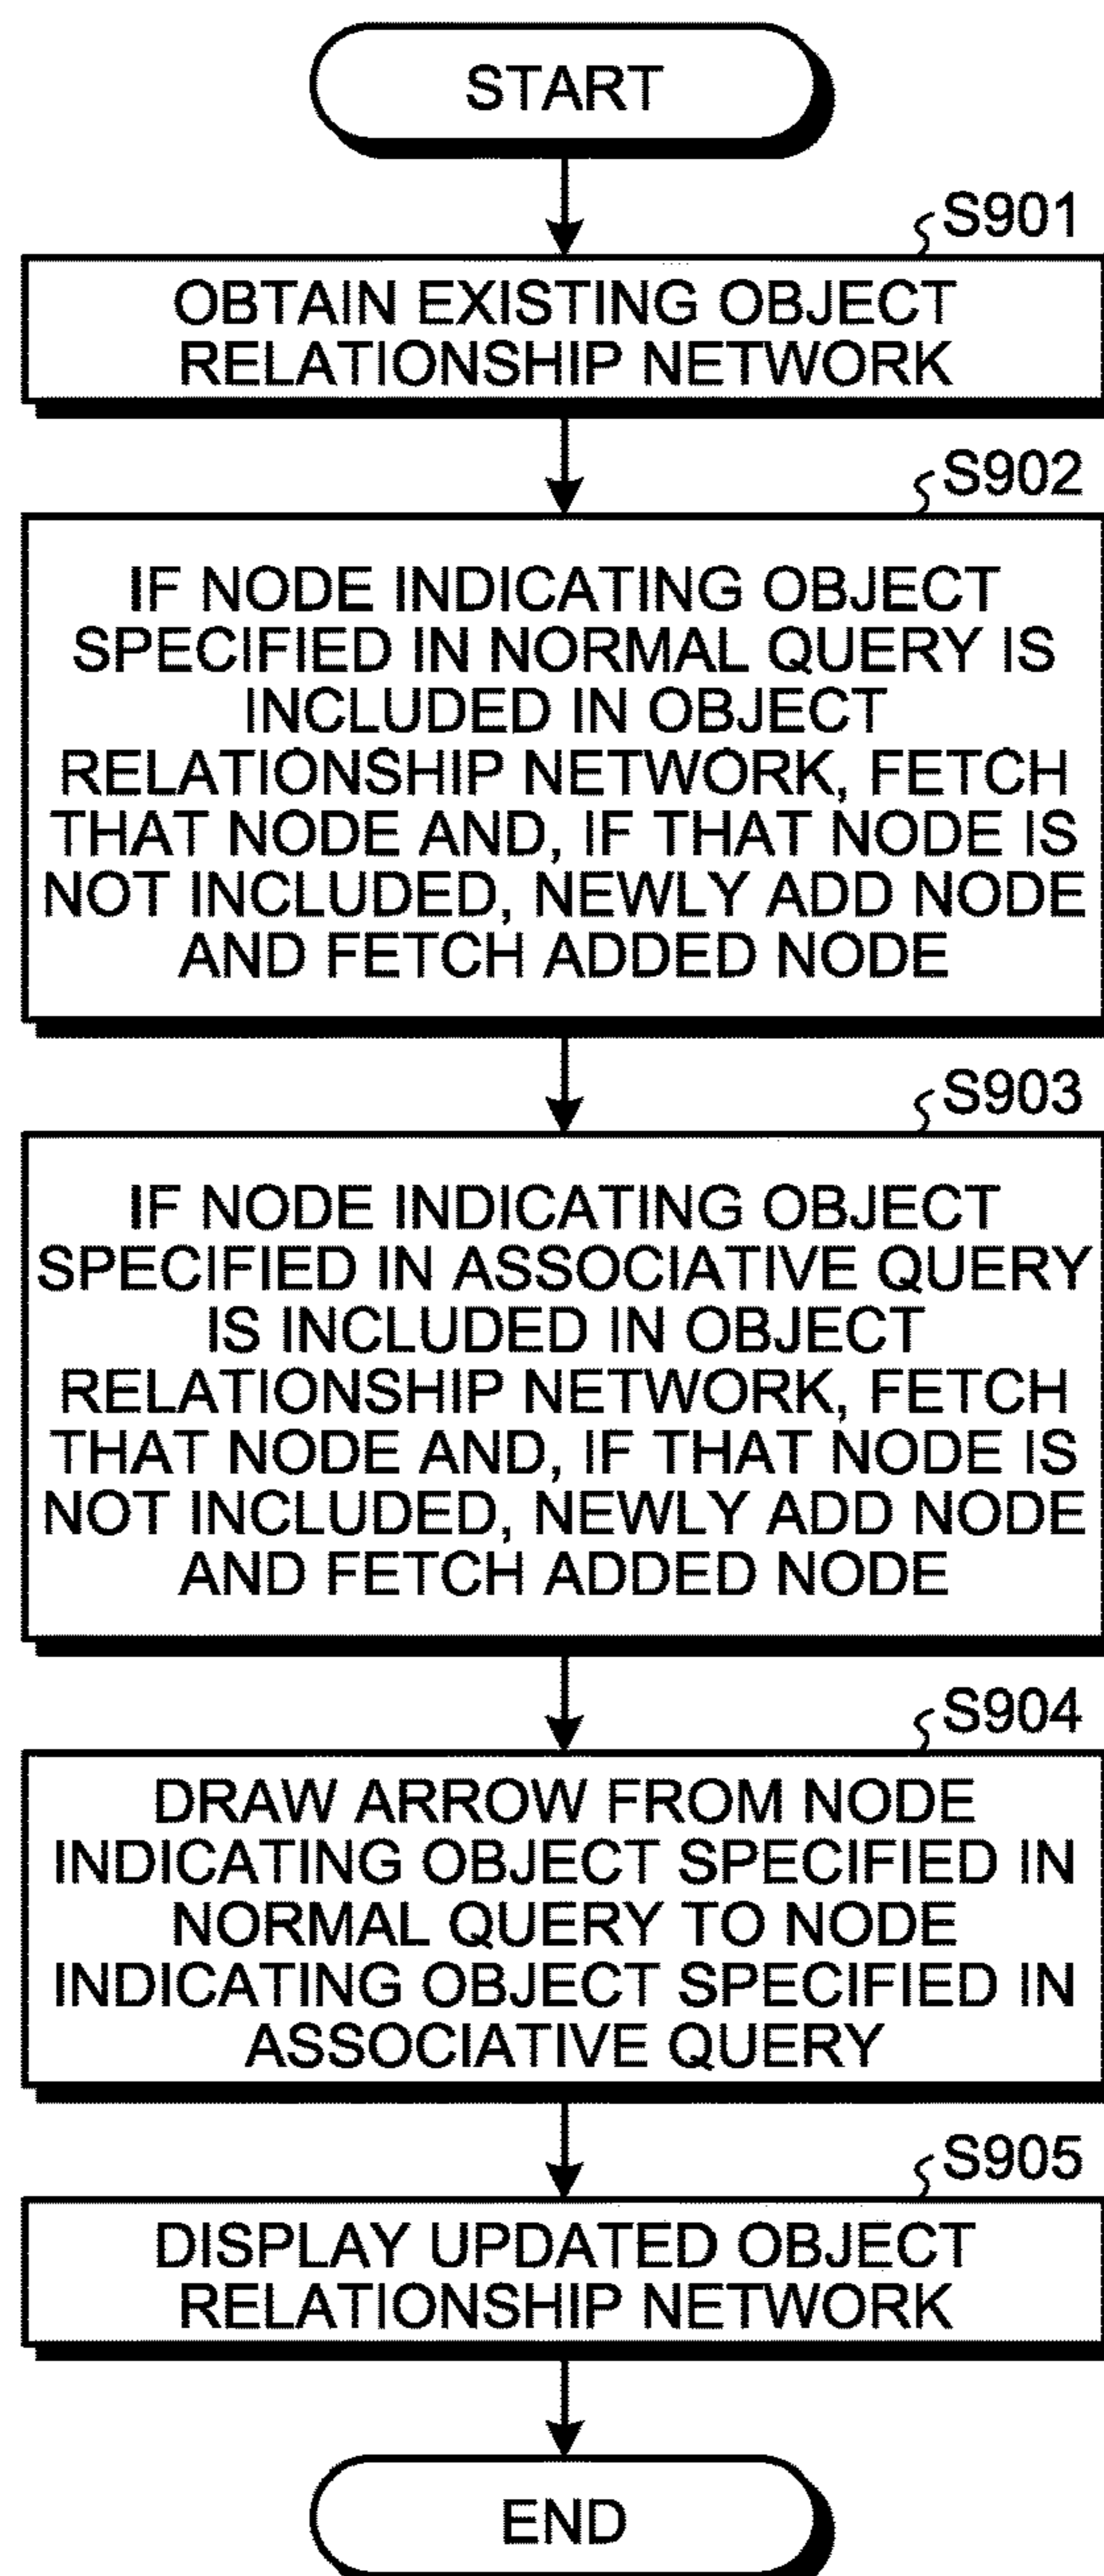 START
S901
OBTAIN EXISTING OBJECT
RELATIONSHIP NETWORK
S902
IF NODE INDICATING OBJECT
SPECIFIED IN NORMAL QUERY IS
INCLUDED IN OBJECT
RELATIONSHIP NETWORK, FETCH
THAT NODE AND, IF THAT NODE IS
NOT INCLUDED, NEWLY ADD NODE
AND FETCH ADDED NODE
S903
IF NODE INDICATING OBJECT
SPECIFIED IN ASSOCIATIVE QUERY
IS INCLUDED IN OBJECT
RELATIONSHIP NETWORK, FETCH
THAT NODE AND, IF THAT NODE IS
NOT INCLUDED, NEWLY ADD NODE
AND FETCH ADDED NODE
S904
DRAW ARROW FROM NODE
INDICATING OBJECT SPECIFIED IN
NORMAL QUERY TO NODE
INDICATING OBJECT SPECIFIED IN
ASSOCIATIVE QUERY
S905
DISPLAY UPDATED OBJECT
RELATIONSHIP NETWORK
END